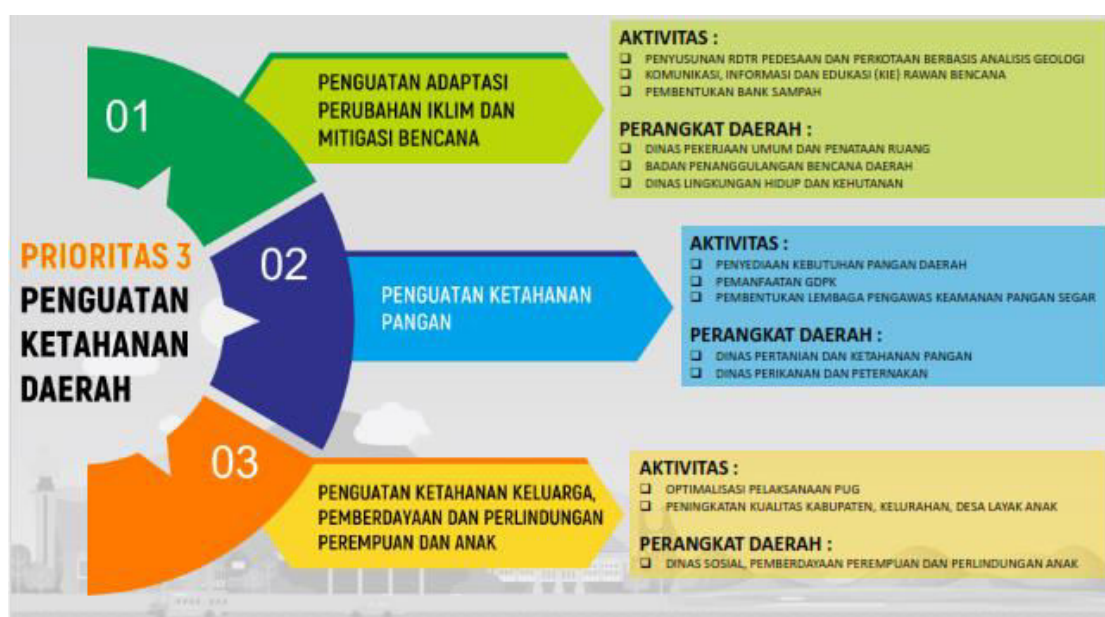 PRIORITAS 3
PENGUATAN
KETAHANAN
DAERAH
01
PENGUATAN ADAPTASI
PERUBAHAN IKLIM DAN
MITIGASI BENCANA
AKTIVITAS :
PENYUSUNAN RDTR PEDESAAN DAN PERKOTAAN BERBASIS ANALISIS GEOLOGI
KOMUNIKASI, INFORMASI DAN EDUKASI (KIE) RAWAN BENCANA
PEMBENTUKAN BANK SAMPAH
PERANGKAT DAERAH :
DINAS PEKERJAAN UMUM DAN PENATAAN RUANG
BADAN PENANGGULANGAN BENCANA DAERAH
DINAS LINGKUNGAN HIDUP DAN KEHUTANAN
02
PENGUATAN KETAHANAN
PANGAN
AKTIVITAS :
PENYEDIAAN KEBUTUHAN PANGAN DAERAH
PEMANFAATAN GDPK
PEMBENTUKAN LEMBAGA PENGAWAS KEAMANAN PANGAN SEGAR
PERANGKAT DAERAH :
DINAS PERTANIAN DAN KETAHANAN PANGAN
DINAS PERIKANAN DAN PETERNAKAN
03
PENGUATAN KETAHANAN KELUARGA,
PEMBERDAYAAN DAN PERLINDUNGAN
PEREMPUAN DAN ANAK
AKTIVITAS :
OPTIMALISASI PELAKSANAAN PUG
PENINGKATAN KUALITAS KABUPATEN, KELURAHAN, DESA LAYAK ANAK
PERANGKAT DAERAH :
DINAS SOSIAL, PEMBERDAYAAN PEREMPUAN DAN PERLINDUNGAN ANAK